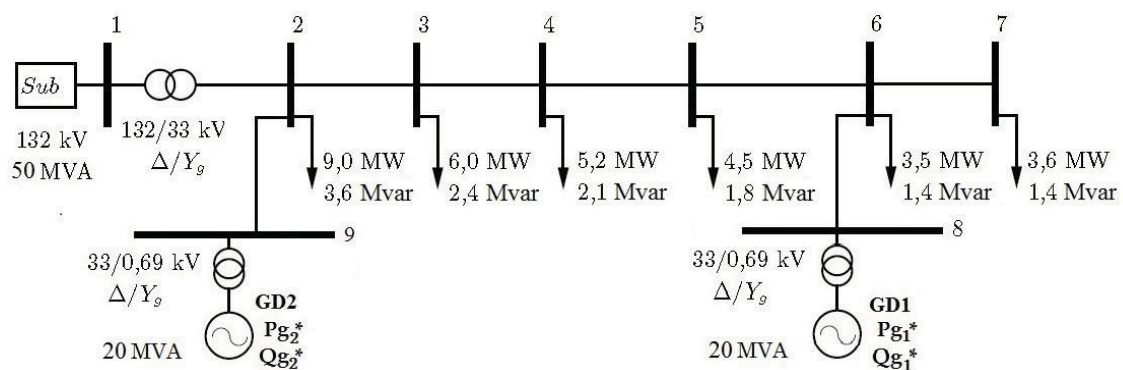 1
2
3
4
5
6
7
Sub
132 kV
50 MVA
132/33 kV
Δ/Y_g
9,0 MW
3,6 Mvar
6,0 MW
2,4 Mvar
5,2 MW
2,1 Mvar
4,5 MW
1,8 Mvar
3,5 MW
1,4 Mvar
3,6 MW
1,4 Mvar
9
33/0,69 kV
Δ/Y_g
GD2
Pg₂*
Qg₂*
20 MVA
8
33/0,69 kV
Δ/Y_g
GD1
Pg₁*
Qg₁*
20 MVA